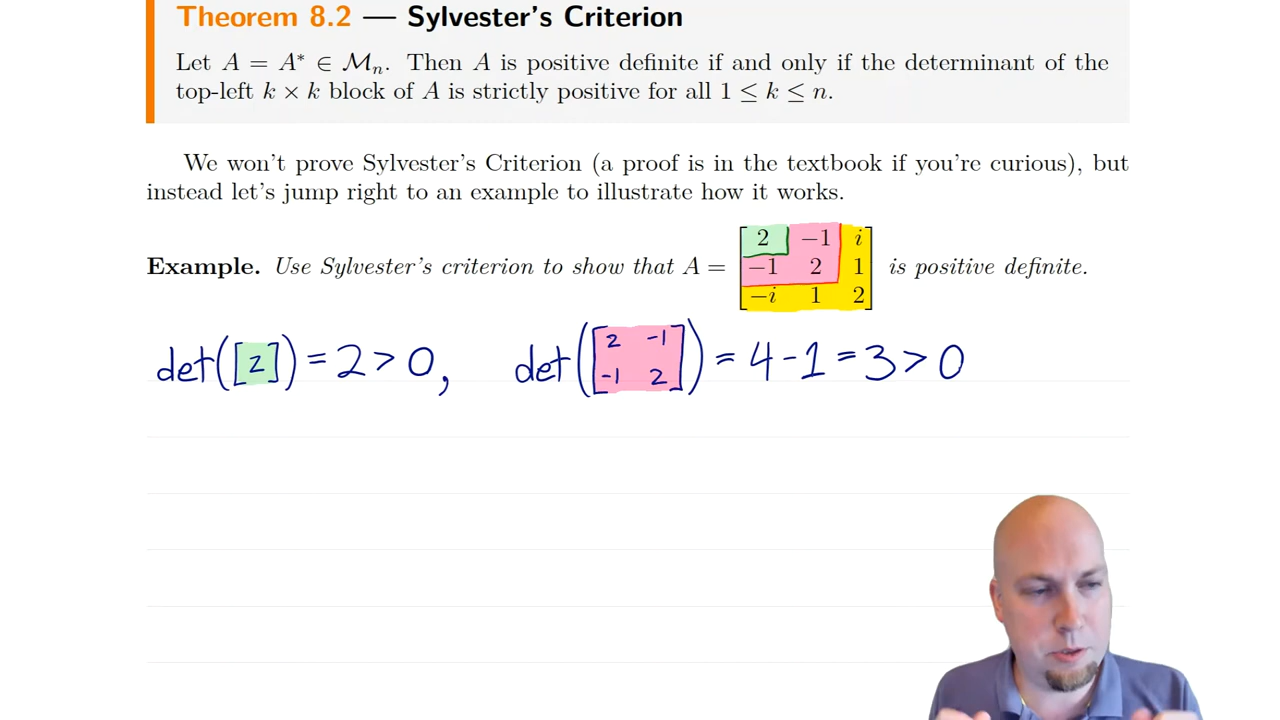 Theorem 8.2 — Sylvester's Criterion
Let A = A* ∈ ℳₙ. Then A is positive definite if and only if the determinant of the
top-left k × k block of A is strictly positive for all 1 ≤ k ≤ n.
We won't prove Sylvester's Criterion (a proof is in the textbook if you're curious), but
instead let's jump right to an example to illustrate how it works.
Example. Use Sylvester's criterion to show that A = [2 −1 i; −1 2 1; −i 1 2] is positive definite.
det([2]) = 2 > 0, det([2 -1; -1 2]) = 4 - 1 = 3 > 0